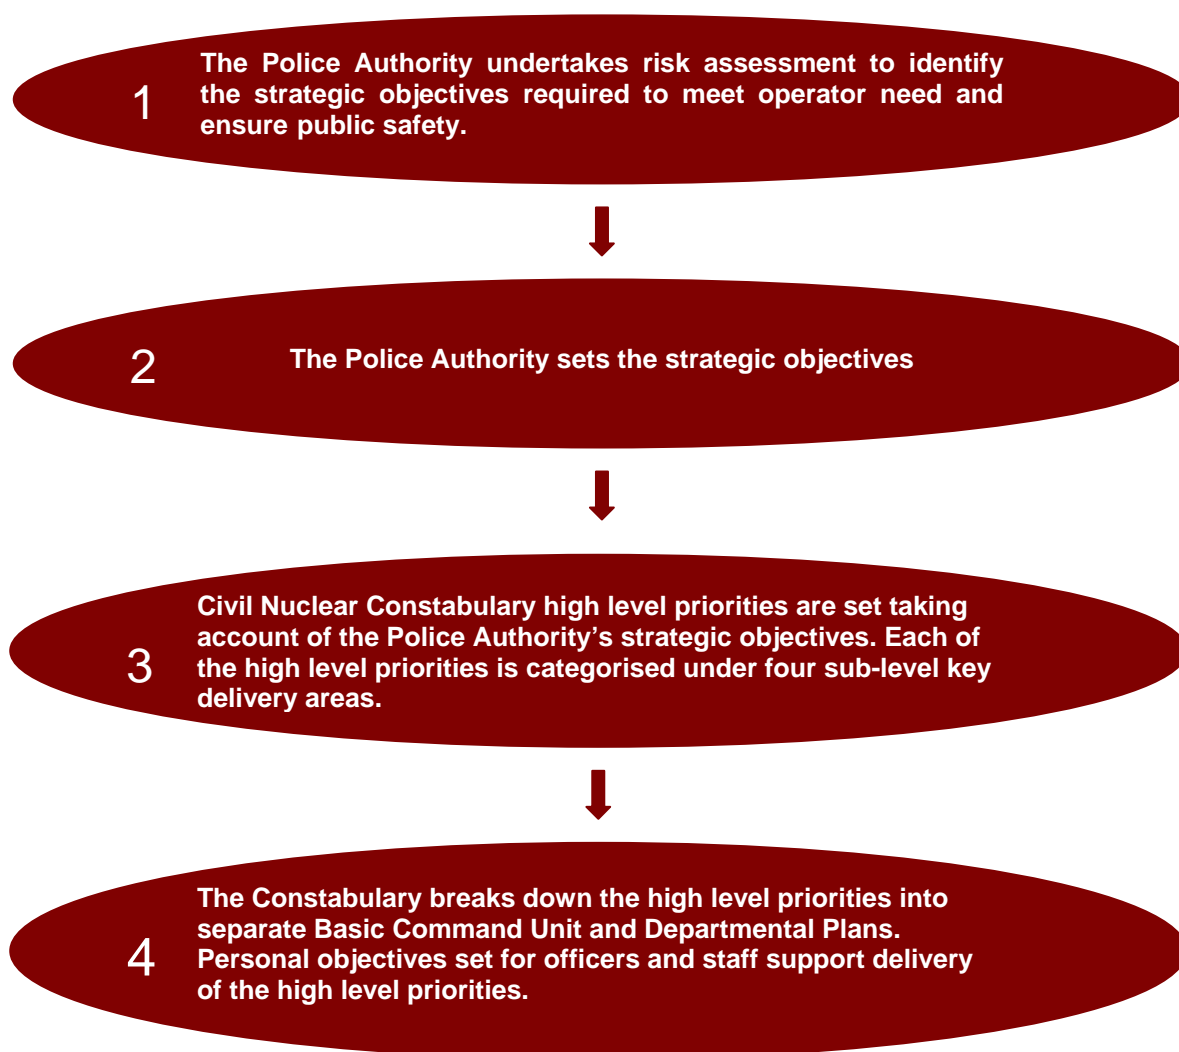 1
The Police Authority undertakes risk assessment to identify
the strategic objectives required to meet operator need and
ensure public safety.
2
The Police Authority sets the strategic objectives
3
Civil Nuclear Constabulary high level priorities are set taking
account of the Police Authority’s strategic objectives. Each of
the high level priorities is categorised under four sub-level key
delivery areas.
4
The Constabulary breaks down the high level priorities into
separate Basic Command Unit and Departmental Plans.
Personal objectives set for officers and staff support delivery
of the high level priorities.